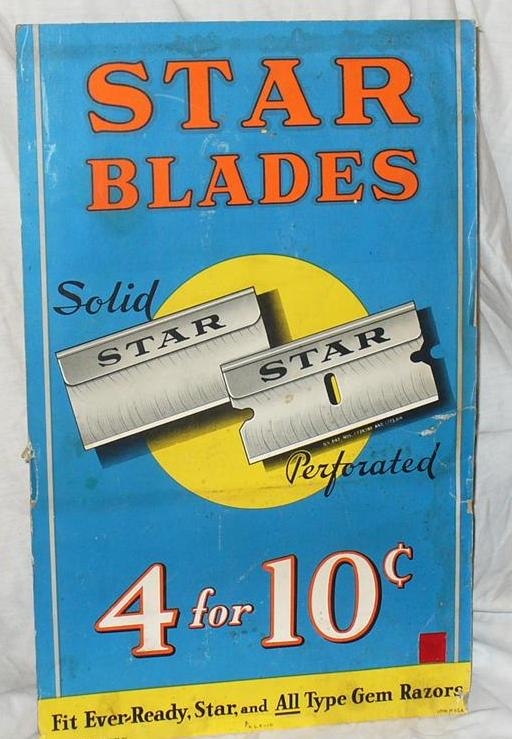 STAR
BLADES
Solid
STAR
STAR
Perforated
4 for 10¢
Fit Ever-Ready, Star, and All Type Gem Razors